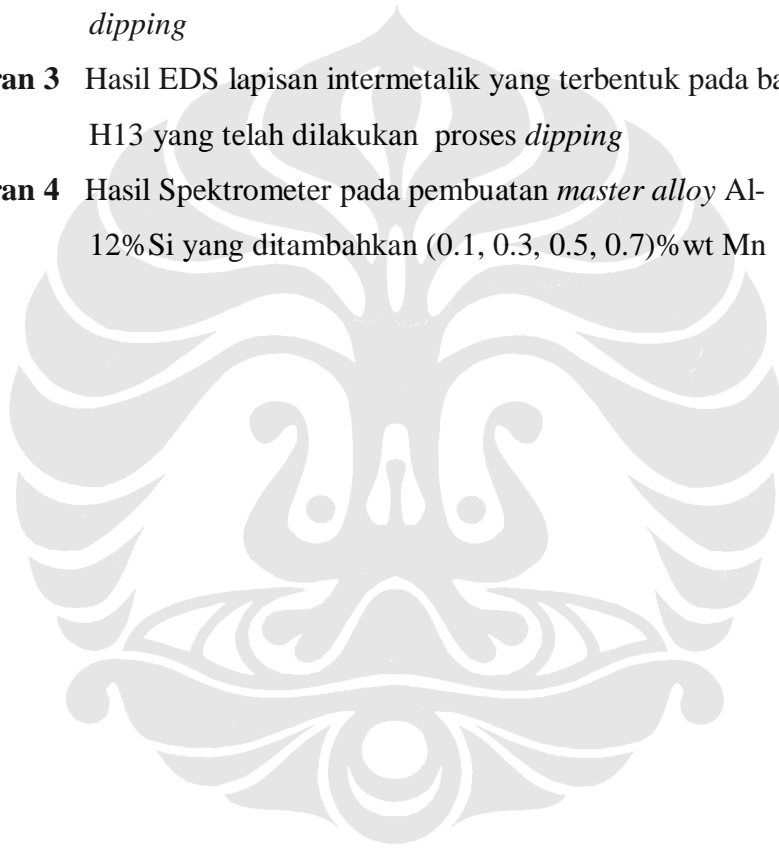 dipping
ran 3 Hasil EDS lapisan intermetalik yang terbentuk pada ba
H13 yang telah dilakukan proses dipping
ran 4 Hasil Spektrometer pada pembuatan master alloy Al-
12%Si yang ditambahkan (0.1, 0.3, 0.5, 0.7)%wt Mn